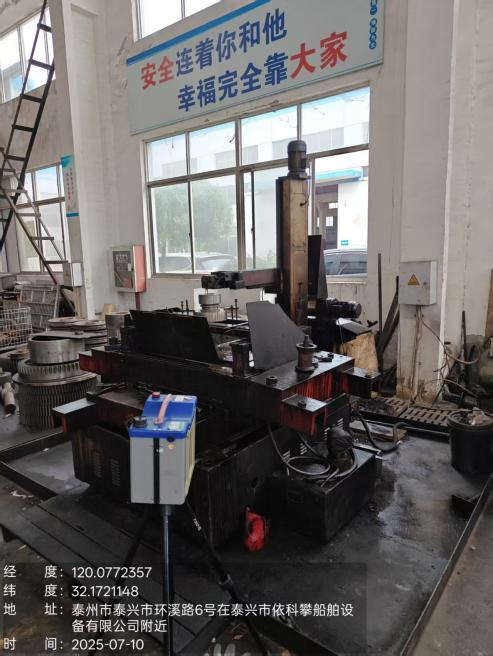 安全连着你和他
幸福完全靠大家
经 度：120.0772357
纬 度：32.1721148
地 址：泰州市泰兴市环溪路6号在泰兴市依科攀船舶设
备有限公司附近
时 间：2025-07-10